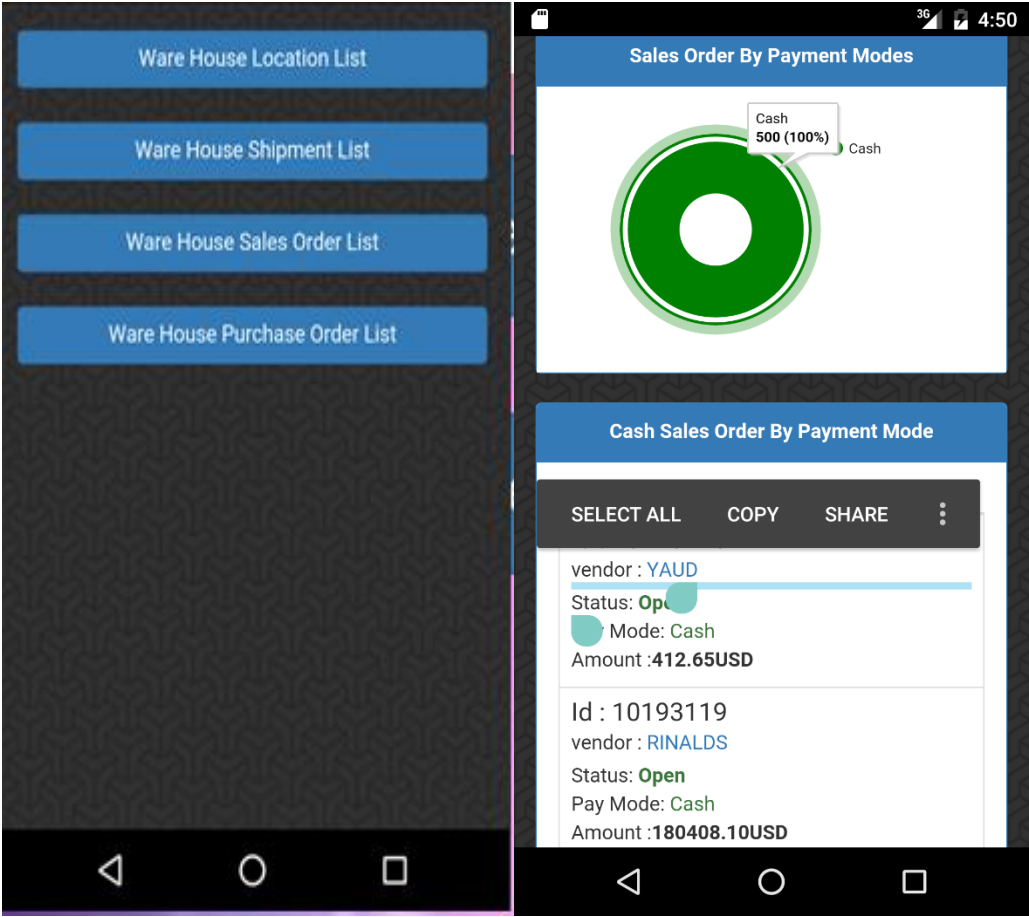 Ware House Location List
Ware House Shipment List
Ware House Sales Order List
Ware House Purchase Order List
3G
4:50
Sales Order By Payment Modes
Cash
500 (100%)
Cash
Cash Sales Order By Payment Mode
SELECT ALL COPY SHARE
vendor : YAUD
Status: Open
Mode: Cash
Amount :412.65USD
Id : 10193119
vendor : RINALDS
Status: Open
Pay Mode: Cash
Amount :180408.10USD